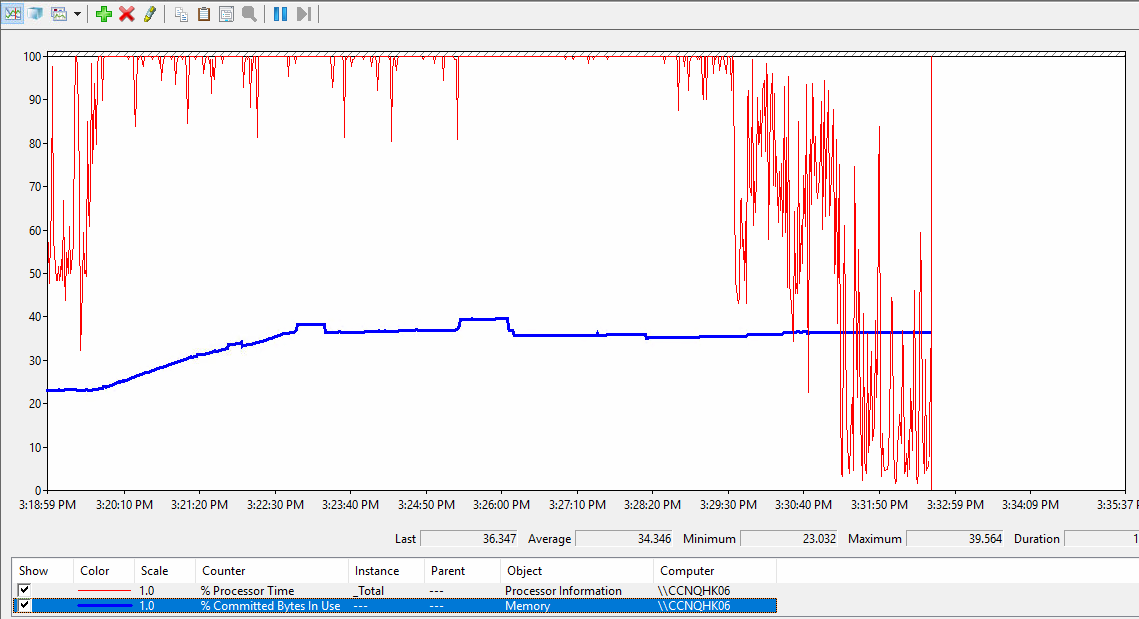 100
90
80
70
60
50
40
30
20
10
0
3:18:59 PM 3:20:10 PM 3:21:20 PM 3:22:30 PM 3:23:40 PM 3:24:50 PM 3:26:00 PM 3:27:10 PM 3:28:20 PM 3:29:30 PM 3:30:40 PM 3:31:50 PM 3:32:59 PM 3:34:09 PM 3:35:37
Last 36.347 Average 34.346 Minimum 23.032 Maximum 39.564 Duration 1
Show Color Scale Counter Instance Parent Object Computer
1.0 % Processor Time _Total --- Processor Information \\CCNQHK06
1.0 % Committed Bytes In Use --- --- Memory \\CCNQHK06